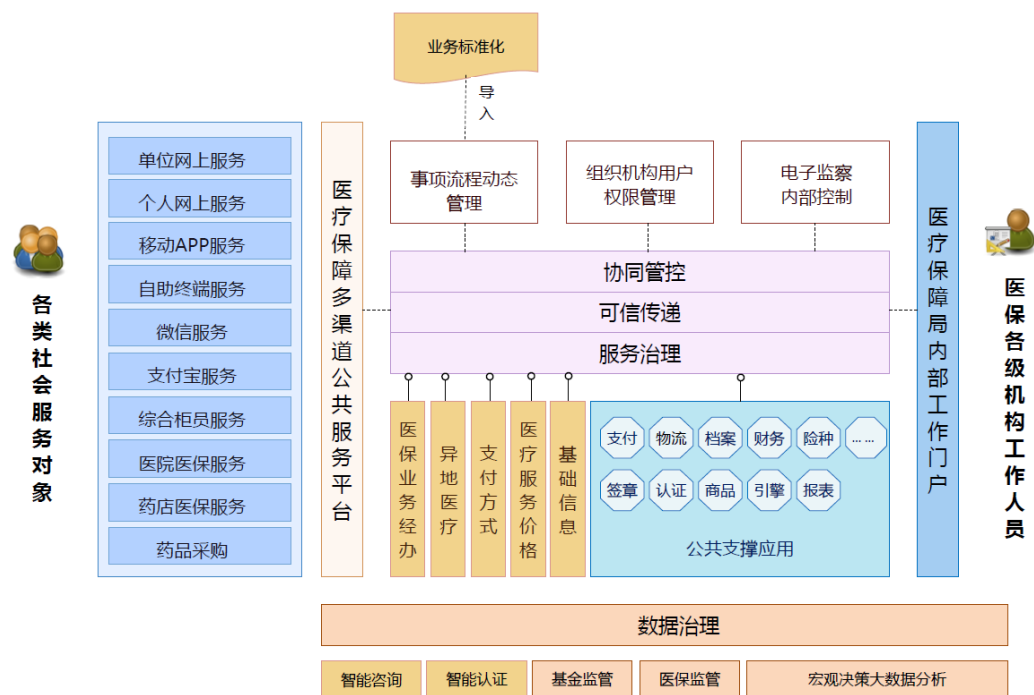 业务标准化
导入
各类社会服务对象
单位网上服务
个人网上服务
移动APP服务
自助终端服务
微信服务
支付宝服务
综合柜员服务
医院医保服务
药店医保服务
药品采购
医疗保障多渠道公共服务平台
事项流程动态
管理
组织机构用户
权限管理
电子监察
内部控制
协同管控
可信传递
服务治理
医保业务经办
异地医疗
支付方式
医疗服务价格
基础信息
支付
物流
档案
财务
险种
... ...
签章
认证
商品
引擎
报表
公共支撑应用
医疗保障局内部工作门户
医保各级机构工作人员
数据治理
智能咨询
智能认证
基金监管
医保监管
宏观决策大数据分析